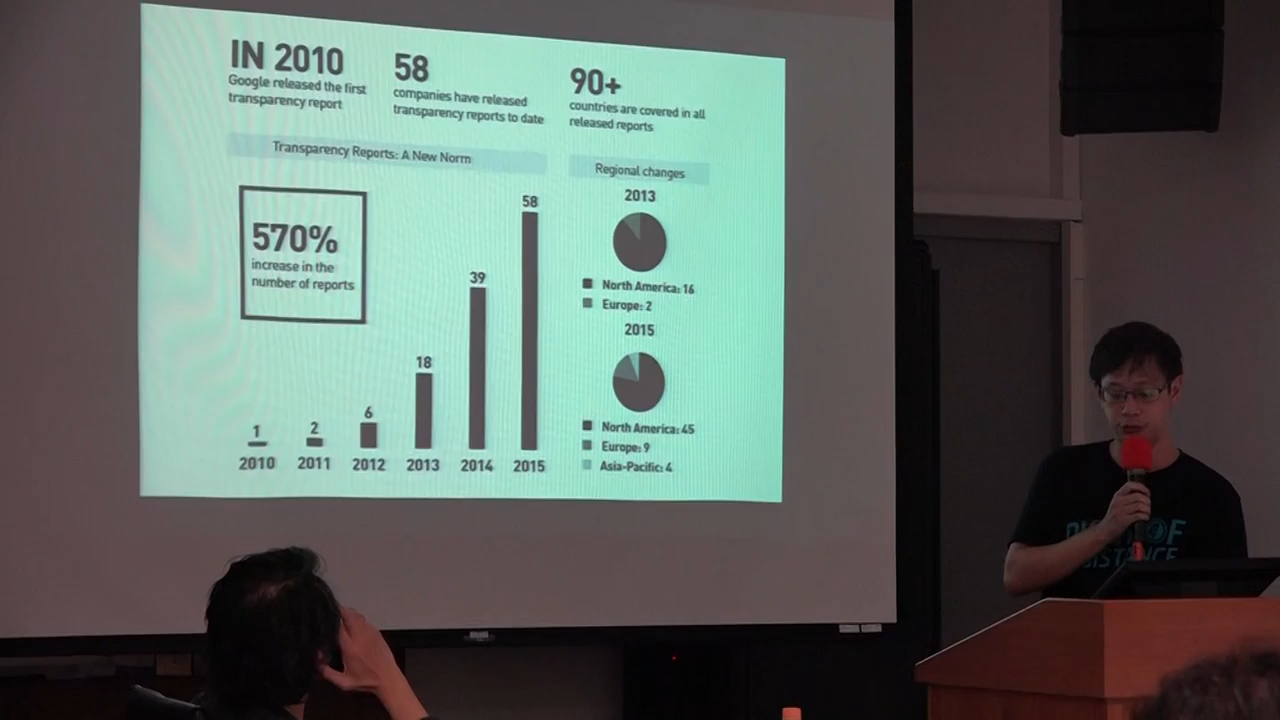 IN 2010
Google released the first
transparency report
58
companies have released
transparency reports to date
90+
countries are covered in all
released reports
Transparency Reports: A New Norm
570%
increase in the
number of reports
1
2
6
18
39
58
2010
2011
2012
2013
2014
2015
Regional changes
2013
North America: 16
Europe: 2
2015
North America: 45
Europe: 9
Asia-Pacific: 4
OF